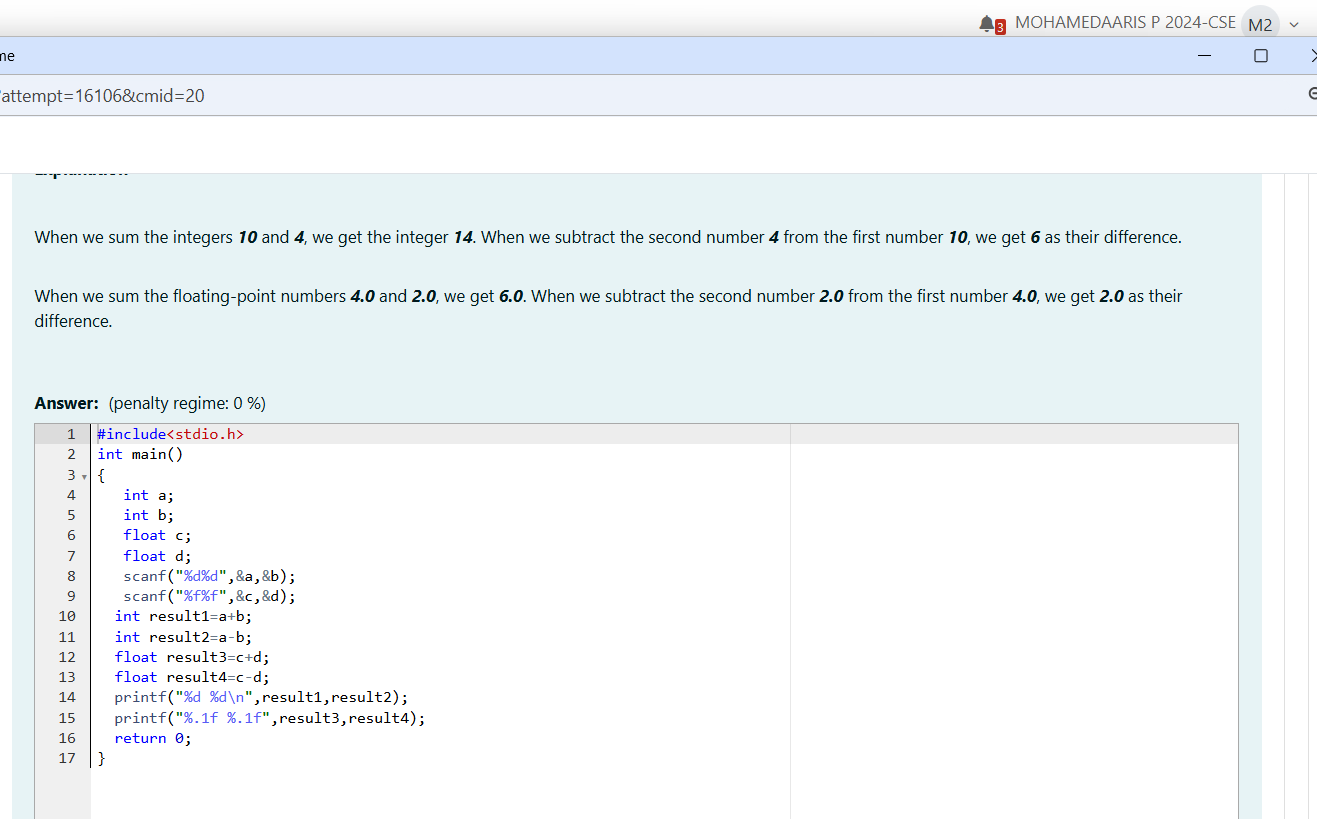 3 MOHAMEDAARIS P 2024-CSE M2
me
attempt=16106&cmid=20
When we sum the integers 10 and 4, we get the integer 14. When we subtract the second number 4 from the first number 10, we get 6 as their difference.
When we sum the floating-point numbers 4.0 and 2.0, we get 6.0. When we subtract the second number 2.0 from the first number 4.0, we get 2.0 as their
difference.
Answer: (penalty regime: 0 %)
1 #include<stdio.h>
2 int main()
3 {
4 int a;
5 int b;
6 float c;
7 float d;
8 scanf("%d%d",&a,&b);
9 scanf("%f%f",&c,&d);
10 int result1=a+b;
11 int result2=a-b;
12 float result3=c+d;
13 float result4=c-d;
14 printf("%d %d\n",result1,result2);
15 printf("%.1f %.1f",result3,result4);
16 return 0;
17 }